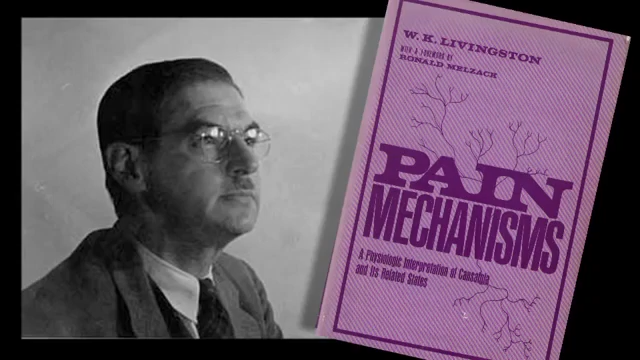 W. K. LIVINGSTON
WITH A FOREWORD BY
RONALD MELZACK
PAIN
MECHANISMS
A Physiologic Interpretation of Causalgia
and Its Related States